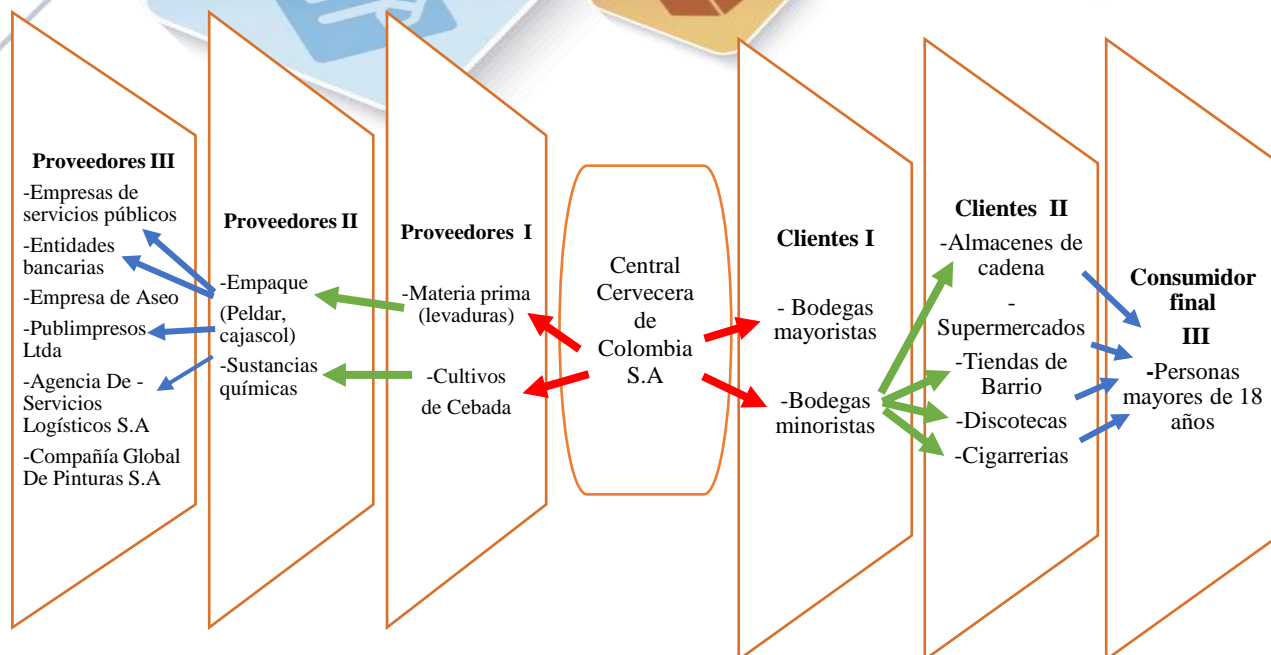 Proveedores III
-Empresas de
servicios públicos
-Entidades
bancarias
-Empresa de Aseo
-Publimpresos
Ltda
-Agencia De -
Servicios
Logísticos S.A
-Compañía Global
De Pinturas S.A
Proveedores II
-Empaque
(Peldar,
cajascol)
-Sustancias
químicas
Proveedores I
-Materia prima
(levaduras)
-Cultivos
de Cebada
Central
Cervecera
de
Colombia
S.A
Clientes I
- Bodegas
mayoristas
-Bodegas
minoristas
Clientes II
-Almacenes de
cadena
-
Supermercados
-Tiendas de
Barrio
-Discotecas
-Cigarrerias
Consumidor
final
III
-Personas
mayores de 18
años